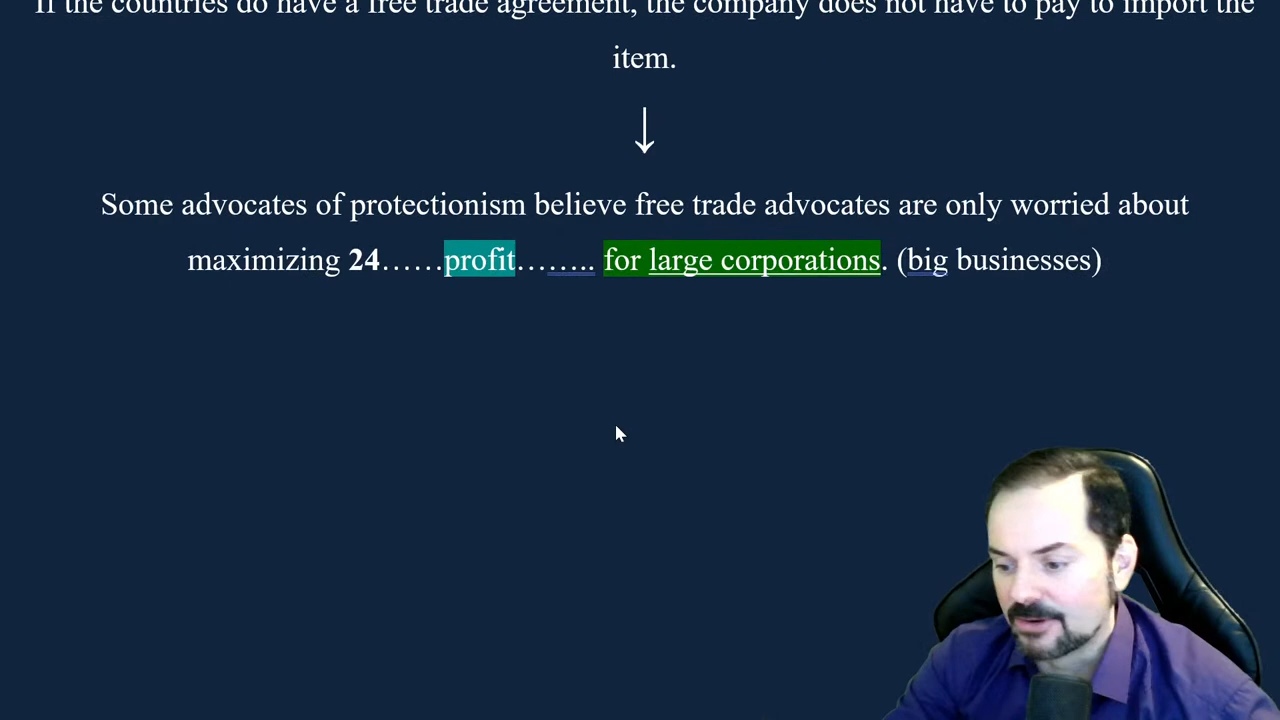 If the countries do have a free trade agreement, the company does not have to pay to import the
item.
↓
Some advocates of protectionism believe free trade advocates are only worried about
maximizing 24……profit…….. for large corporations. (big businesses)